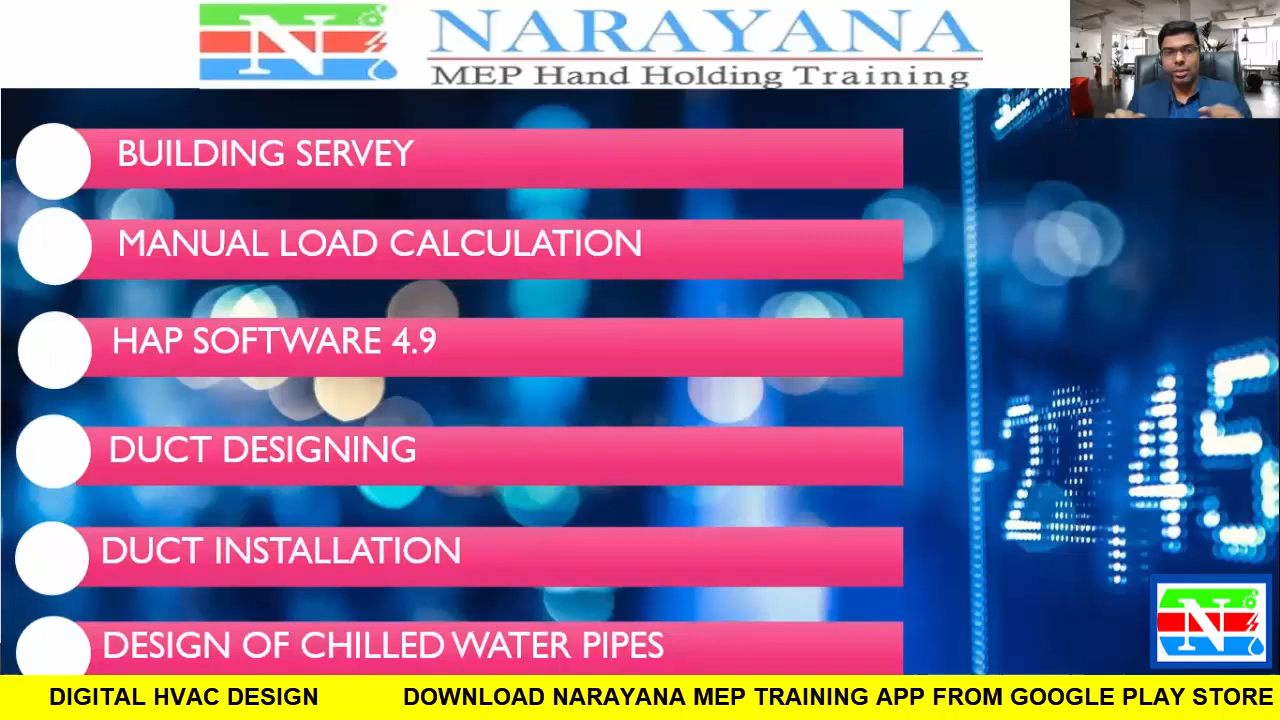 N
NARAYANA
MEP Hand Holding Training
BUILDING SERVEY
MANUAL LOAD CALCULATION
HAP SOFTWARE 4.9
DUCT DESIGNING
DUCT INSTALLATION
DESIGN OF CHILLED WATER PIPES
N
DIGITAL HVAC DESIGN DOWNLOAD NARAYANA MEP TRAINING APP FROM GOOGLE PLAY STORE